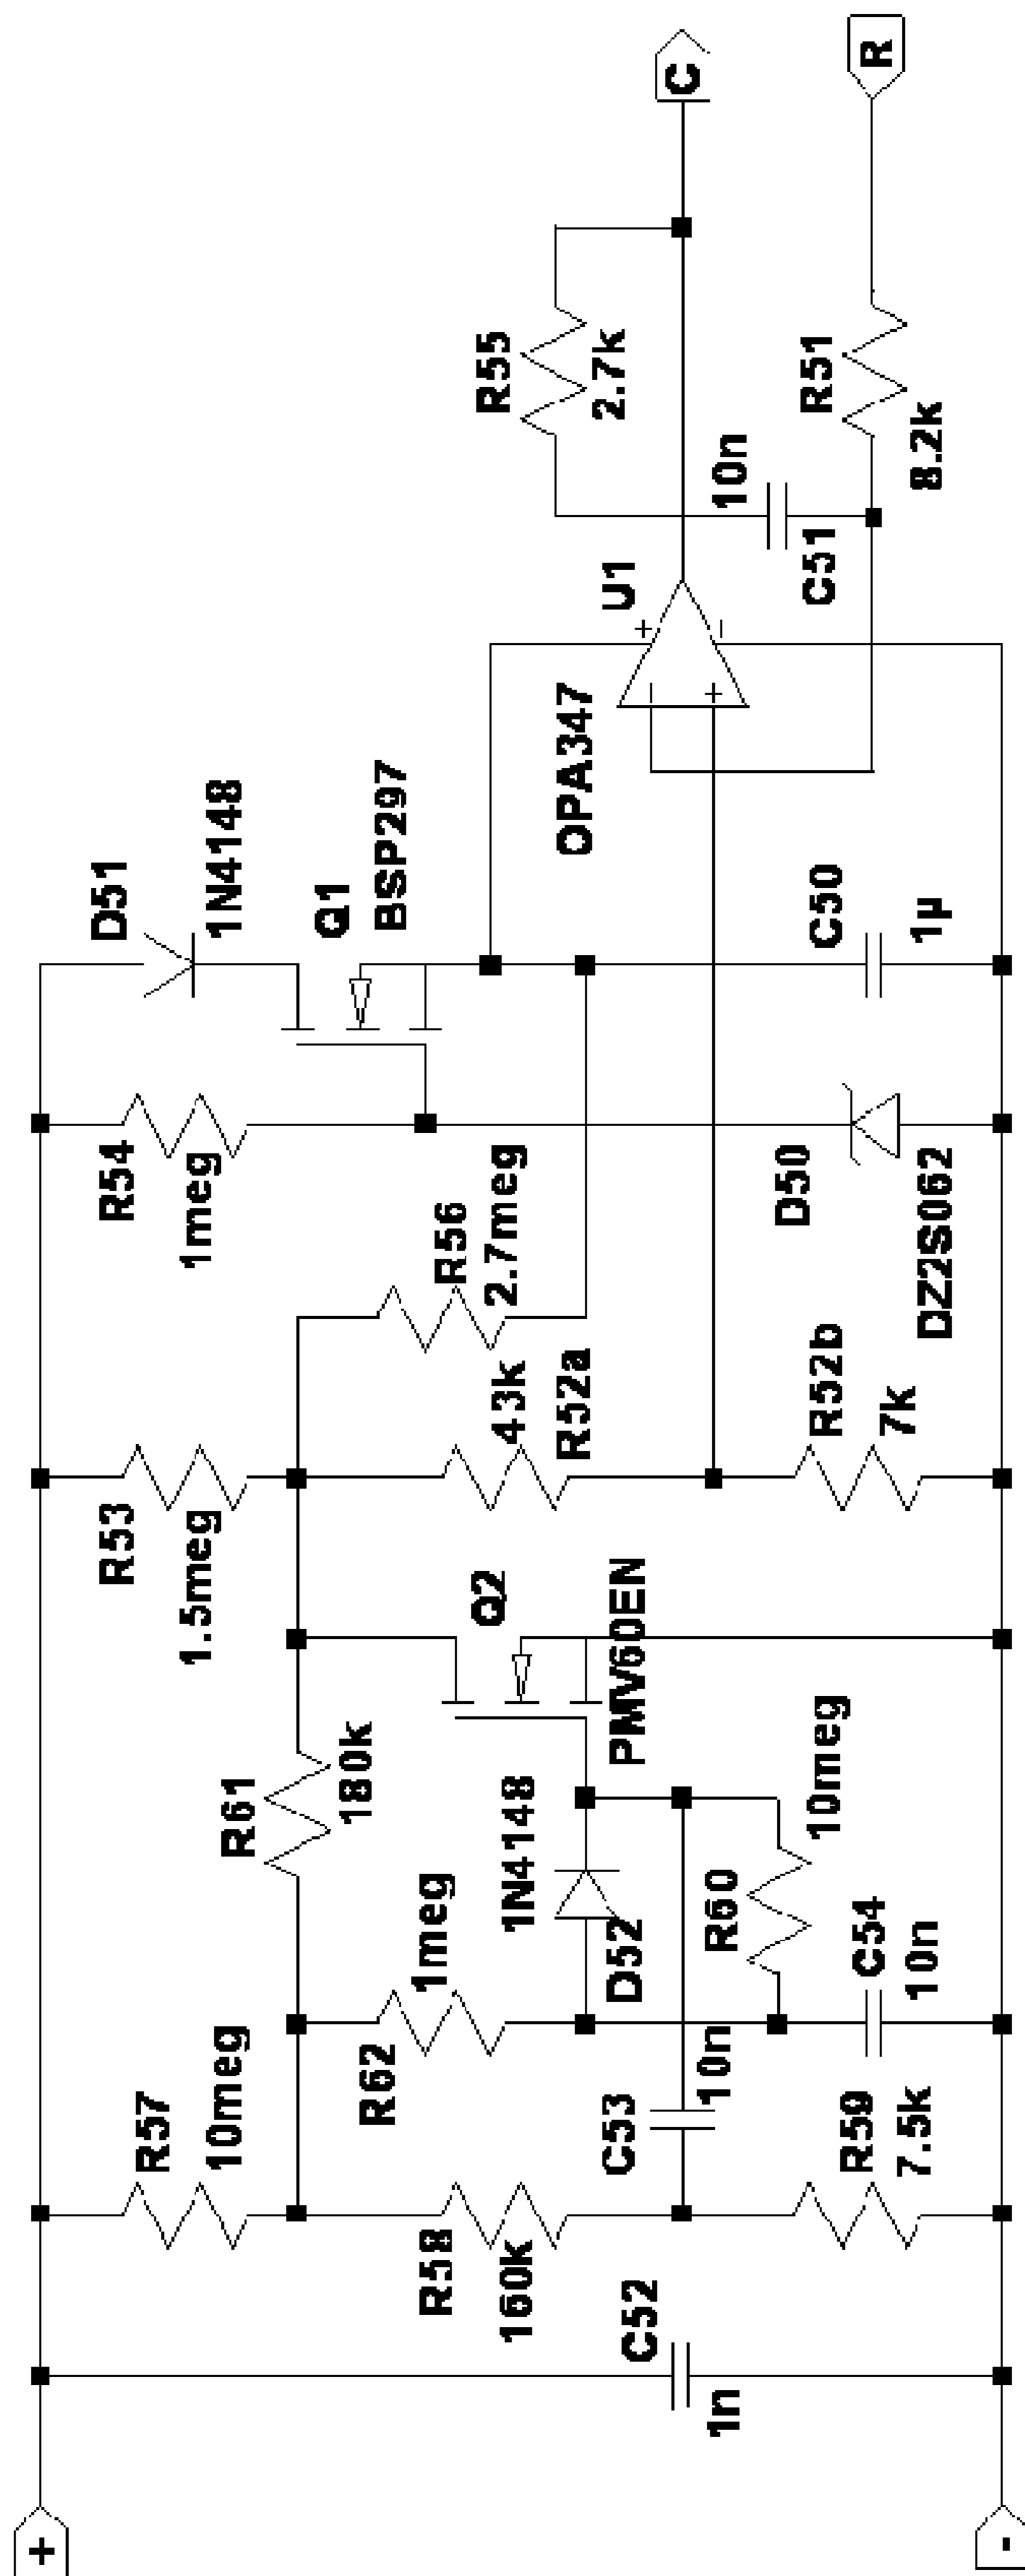 +
R57
10meg
R53
1.5meg
R54
1meg
D51
1N4148
R61
180k
R58
160k
R62
1meg
Q2
PMV60EN
R56
2.7meg
Q1
BSP297
R55
2.7k
C
C52
1n
C53
10n
1N4148
D52
43k
R52a
OPA347
U1
-
+
+
-
10n
C51
R59
7.5k
R60
10meg
C54
10n
R52b
7k
D50
DZ2S062
C50
1µ
R51
8.2k
R
-